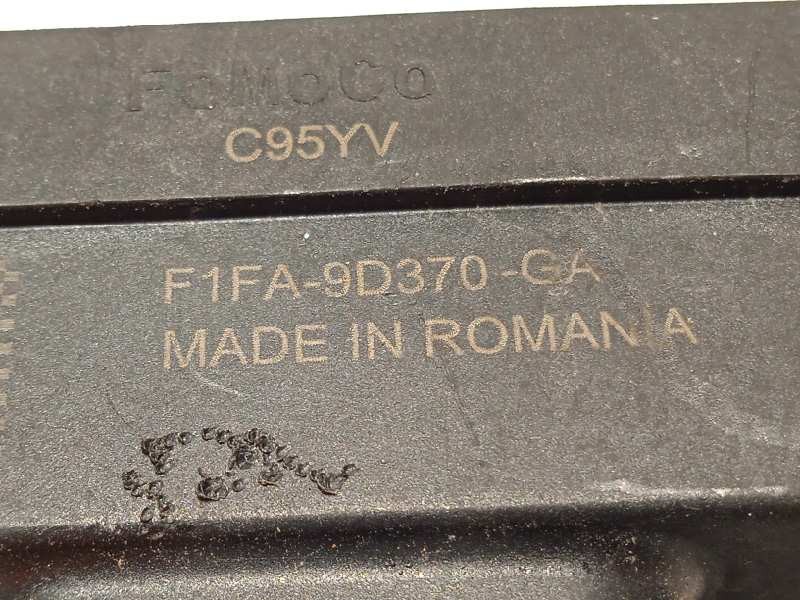 FoMoCo
C95YV
F1FA-9D370-GA
MADE IN ROMANIA